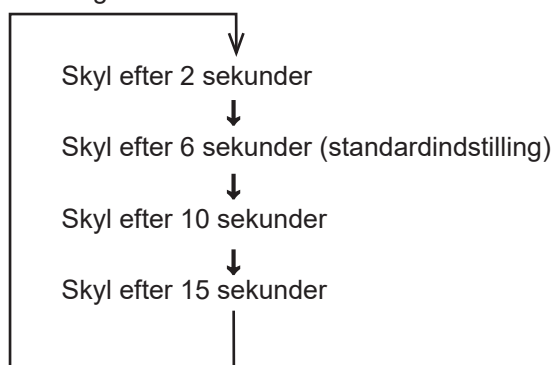 Skyl efter 2 sekunder
Skyl efter 6 sekunder (standardindstilling)
Skyl efter 10 sekunder
Skyl efter 15 sekunder